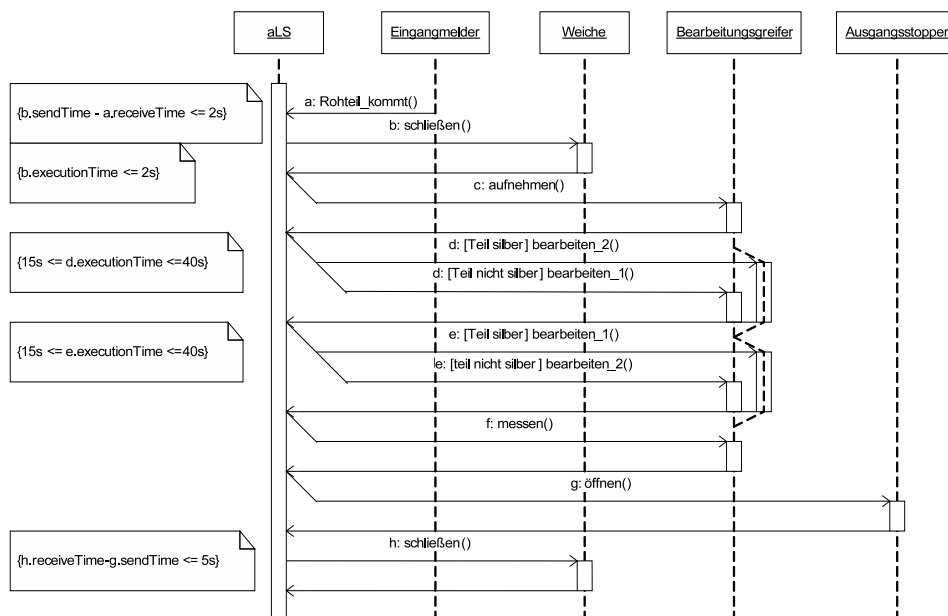 aLS
Eingangmelder
Weiche
Bearbeitungsgreifer
Ausgangsstopper
{b.sendTime - a.receiveTime <= 2s}
a: Rohteil_kommt()
b: schließen()
{b.executionTime <= 2s}
c: aufnehmen()
d: [Teil silber] bearbeiten_2()
{15s <= d.executionTime <=40s}
d: [Teil nicht silber] bearbeiten_1()
e: [Teil silber] bearbeiten_1()
{15s <= e.executionTime <=40s}
e: [teil nicht silber] bearbeiten_2()
f: messen()
g: öffnen()
h: schließen()
{h.receiveTime-g.sendTime <= 5s}